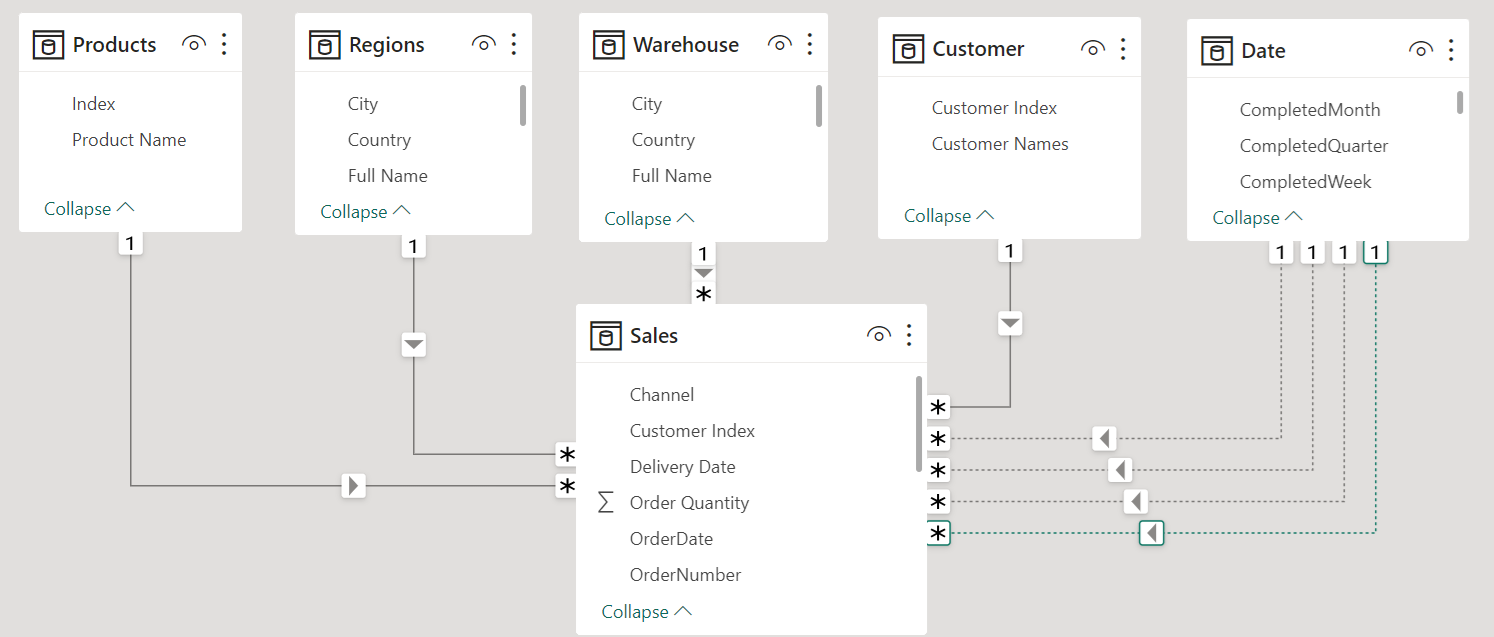 Products
Index
Product Name
Collapse
1
Regions
City
Country
Full Name
Collapse
1
Warehouse
City
Country
Full Name
Collapse
1
*
Customer
Customer Index
Customer Names
Collapse
1
Date
CompletedMonth
CompletedQuarter
CompletedWeek
Collapse
1 1 1 1
Sales
Channel
Customer Index
Delivery Date
Σ Order Quantity
OrderDate
OrderNumber
Collapse
*
*
*
*
*
*
*